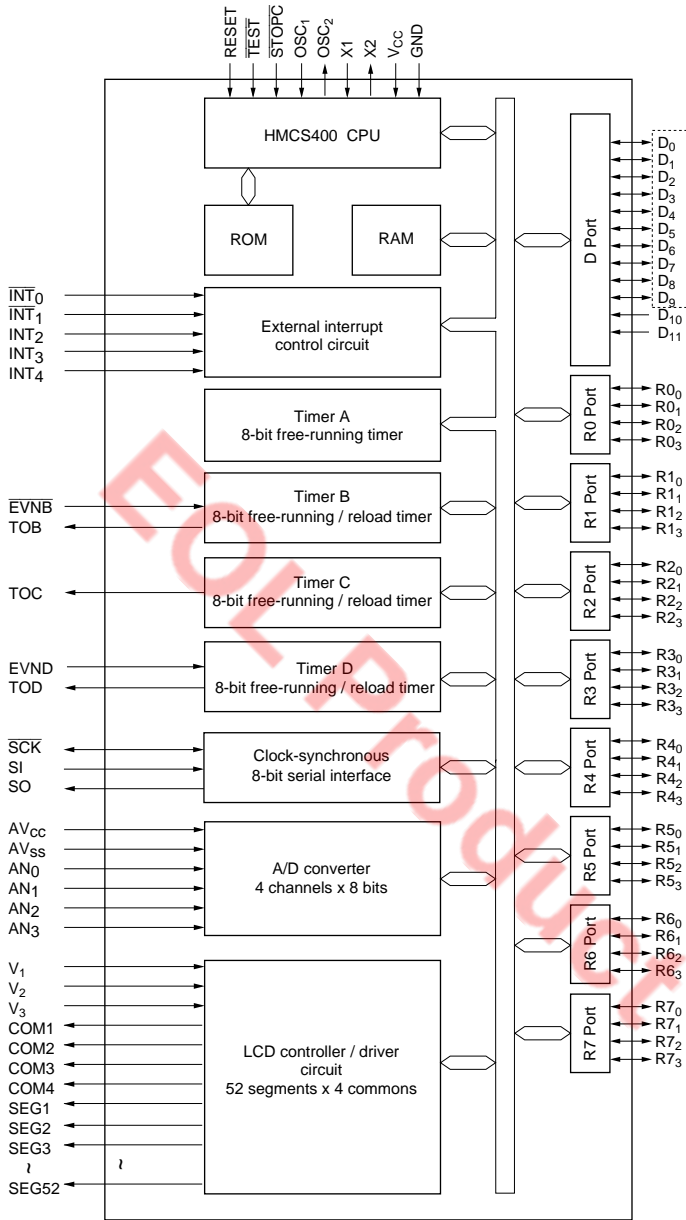 RESET
TEST
STOPC
OSC1
OSC2
X1
X2
VCC
GND
HMCS400 CPU
ROM
RAM
External interrupt
control circuit
Timer A
8-bit free-running timer
Timer B
8-bit free-running / reload timer
Timer C
8-bit free-running / reload timer
Timer D
8-bit free-running / reload timer
Clock-synchronous
8-bit serial interface
A/D converter
4 channels x 8 bits
LCD controller / driver
circuit
52 segments x 4 commons
INT0
INT1
INT2
INT3
INT4
EVNB
TOB
TOC
EVND
TOD
SCK
SI
SO
AVCC
AVSS
AN0
AN1
AN2
AN3
V1
V2
V3
COM1
COM2
COM3
COM4
SEG1
SEG2
SEG3
~
SEG52
~
D Port
D0
D1
D2
D3
D4
D5
D6
D7
D8
D9
D10
D11
R0 Port
R00
R01
R02
R03
R1 Port
R10
R11
R12
R13
R2 Port
R20
R21
R22
R23
R3 Port
R30
R31
R32
R33
R4 Port
R40
R41
R42
R43
R5 Port
R50
R51
R52
R53
R6 Port
R60
R61
R62
R63
R7 Port
R70
R71
R72
R73
EOL Product